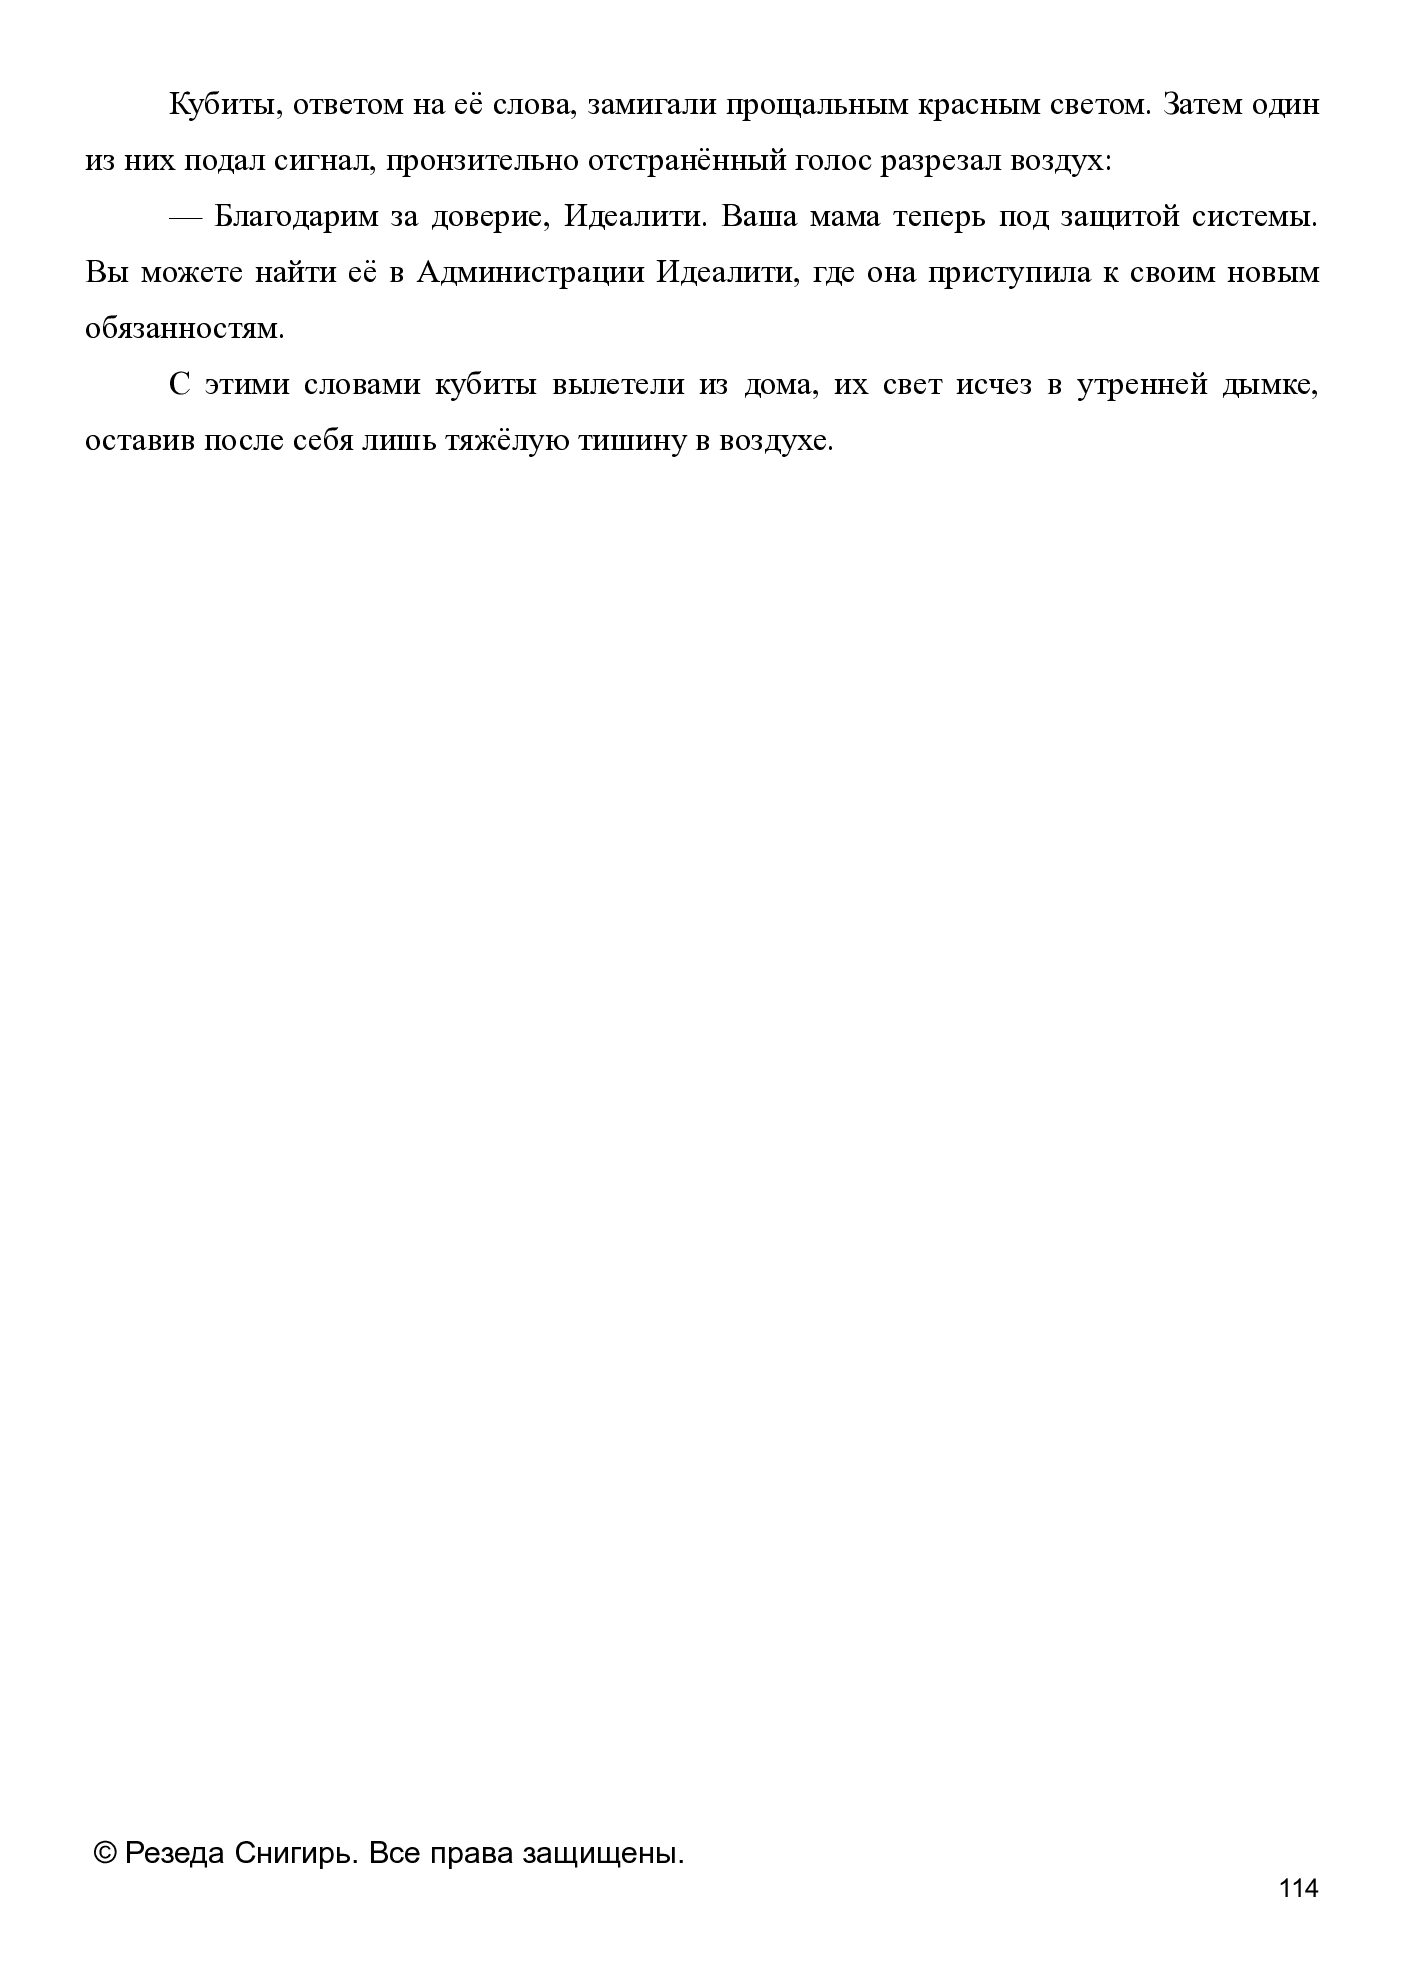 Кубиты, ответом на её слова, замигали прощальным красным светом. Затем один
из них подал сигнал, пронзительно отстранённый голос разрезал воздух:
— Благодарим за доверие, Идеалити. Ваша мама теперь под защитой системы.
Вы можете найти её в Администрации Идеалити, где она приступила к своим новым
обязанностям.
С этими словами кубиты вылетели из дома, их свет исчез в утренней дымке,
оставив после себя лишь тяжёлую тишину в воздухе.
© Резеда Снигирь. Все права защищены.
114